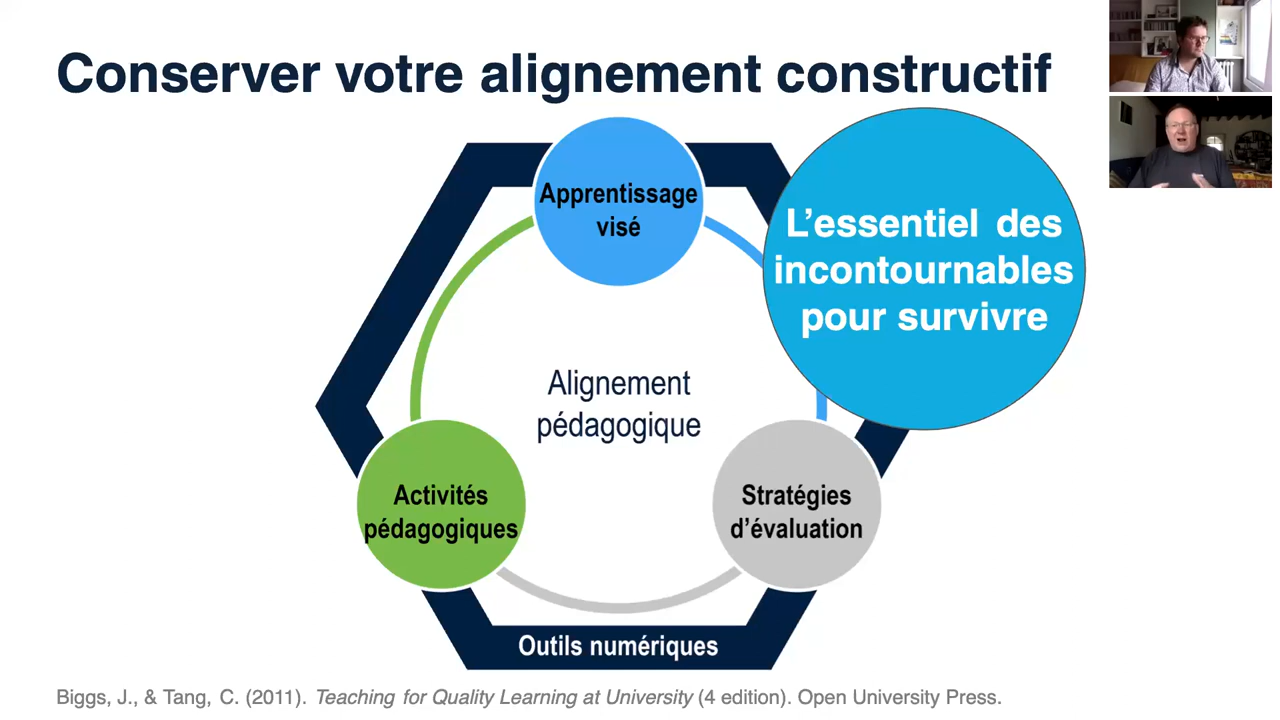 Conserver votre alignement constructif
Apprentissage
visé
L’essentiel des
incontournables
pour survivre
Alignement
pédagogique
Activités
pédagogiques
Stratégies
d’évaluation
Outils numériques
Biggs, J., & Tang, C. (2011). Teaching for Quality Learning at University (4 edition). Open University Press.